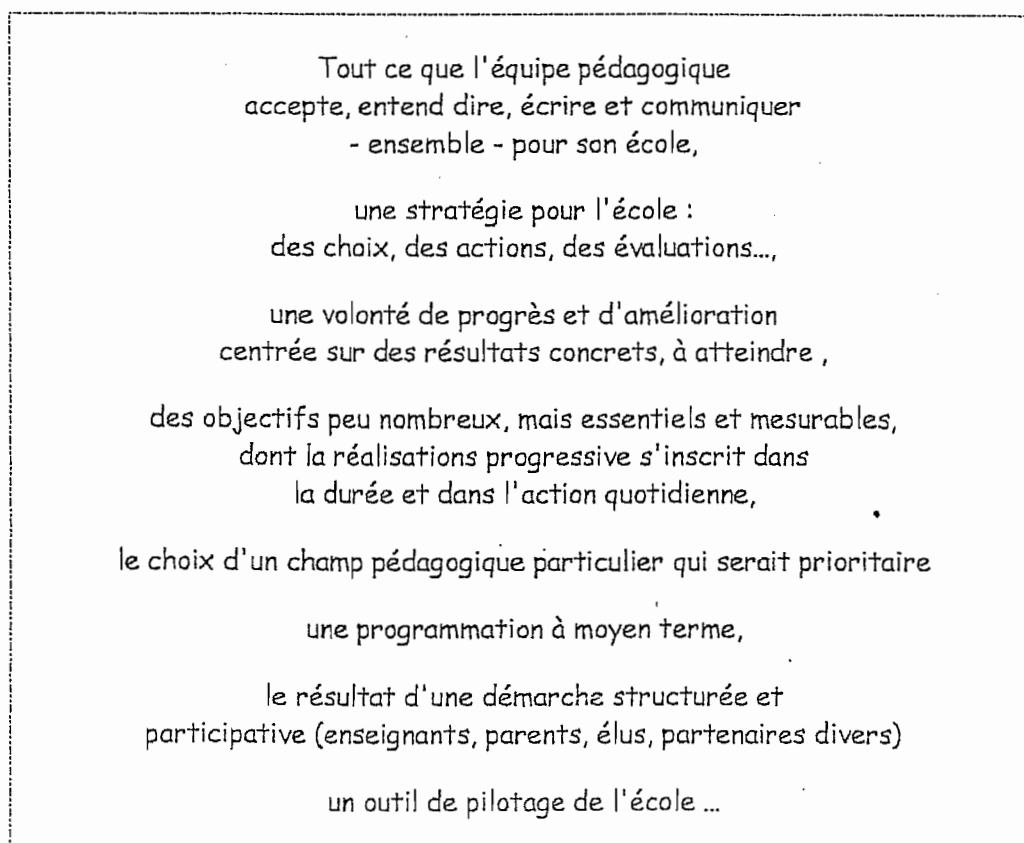 Tout ce que l'équipe pédagogique
accepte, entend dire, écrire et communiquer
- ensemble - pour son école,
une stratégie pour l'école :
des choix, des actions, des évaluations...,
une volonté de progrès et d'amélioration
centrée sur des résultats concrets, à atteindre ,
des objectifs peu nombreux, mais essentiels et mesurables,
dont la réalisations progressive s'inscrit dans
la durée et dans l'action quotidienne,
le choix d'un champ pédagogique particulier qui serait prioritaire
une programmation à moyen terme,
le résultat d'une démarche structurée et
participative (enseignants, parents, élus, partenaires divers)
un outil de pilotage de l'école ...